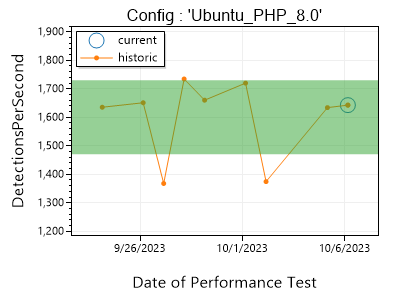 Config : 'Ubuntu_PHP_8.0'
current
historic
1,900
1,800
1,700
1,600
1,500
1,400
1,300
1,200
DetectionsPerSecond
9/26/2023
10/1/2023
10/6/2023
Date of Performance Test